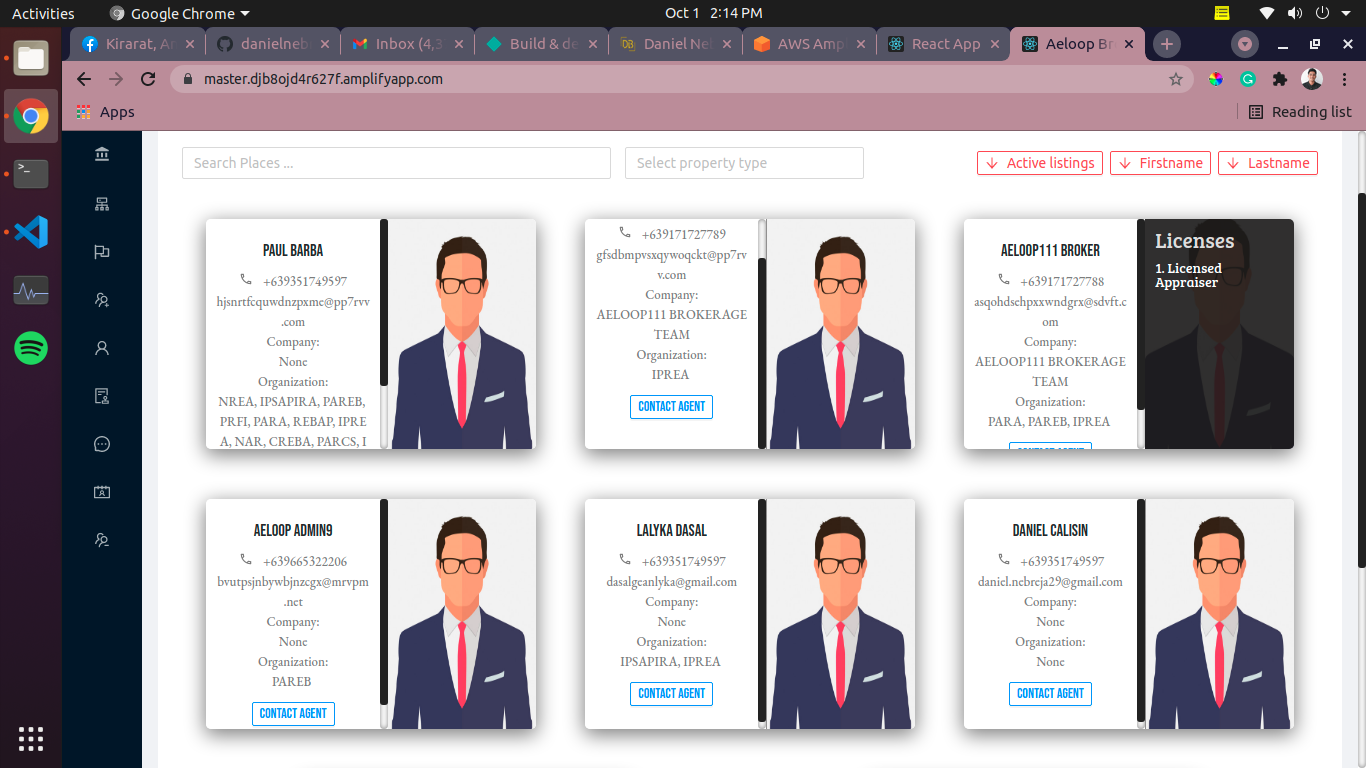 Activities
Google Chrome
Oct 1 2:14 PM
Kirarat, Ar
danielneb
Inbox (4,3
Build & de
Daniel Ne
AWS Amp
React App
Aeloop Br
master.djb8ojd4r627f.amplifyapp.com
Apps
Reading list
Search Places ...
Select property type
Active listings
Firstname
Lastname
PAUL BARBA
+639351749597
hjsnrtfcquwdnzpxme@pp7rvv
.com
Company:
None
Organization:
NREA, IPSAPIRA, PAREB,
PRFI, PARA, REBAP, IPRE
A, NAR, CREBA, PARCS, I
+639171727789
gfsdbmpvsxqywoqckt@pp7rv
v.com
Company:
AELOOP111 BROKERAGE
TEAM
Organization:
IPREA
CONTACT AGENT
AELOOP111 BROKER
+639171727788
asqohdsehpxxwndgrx@sdvft.c
om
Company:
AELOOP111 BROKERAGE
TEAM
Organization:
PARA, PAREB, IPREA
CONTACT AGENT
Licenses
1. Licensed
Appraiser
AELOOP ADMIN9
+639665322206
bvutpsjnbywbjnzcgx@mrvpm
.net
Company:
None
Organization:
PAREB
CONTACT AGENT
LALYKA DASAL
+639351749597
dasalgeanlyka@gmail.com
Company:
None
Organization:
IPSAPIRA, IPREA
CONTACT AGENT
DANIEL CALISIN
+639351749597
daniel.nebreja29@gmail.com
Company:
None
Organization:
None
CONTACT AGENT